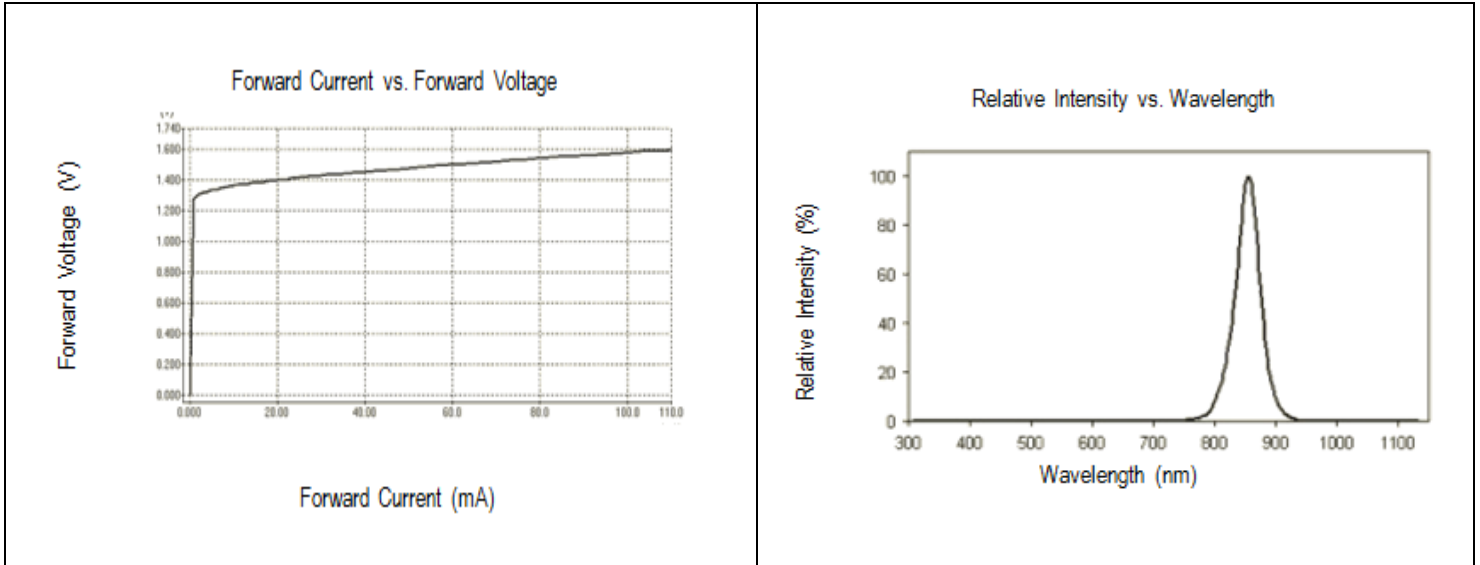 Forward Current vs. Forward Voltage
Forward Voltage (V)
1.740
1.600
1.400
1.200
1.000
0.800
0.600
0.400
0.200
0.000
0.000 20.00 40.00 60.0 80.0 100.0 110.0
Forward Current (mA)
Relative Intensity vs. Wavelength
Relative Intensity (%)
100
80
60
40
20
0
300 400 500 600 700 800 900 1000 1100
Wavelength (nm)